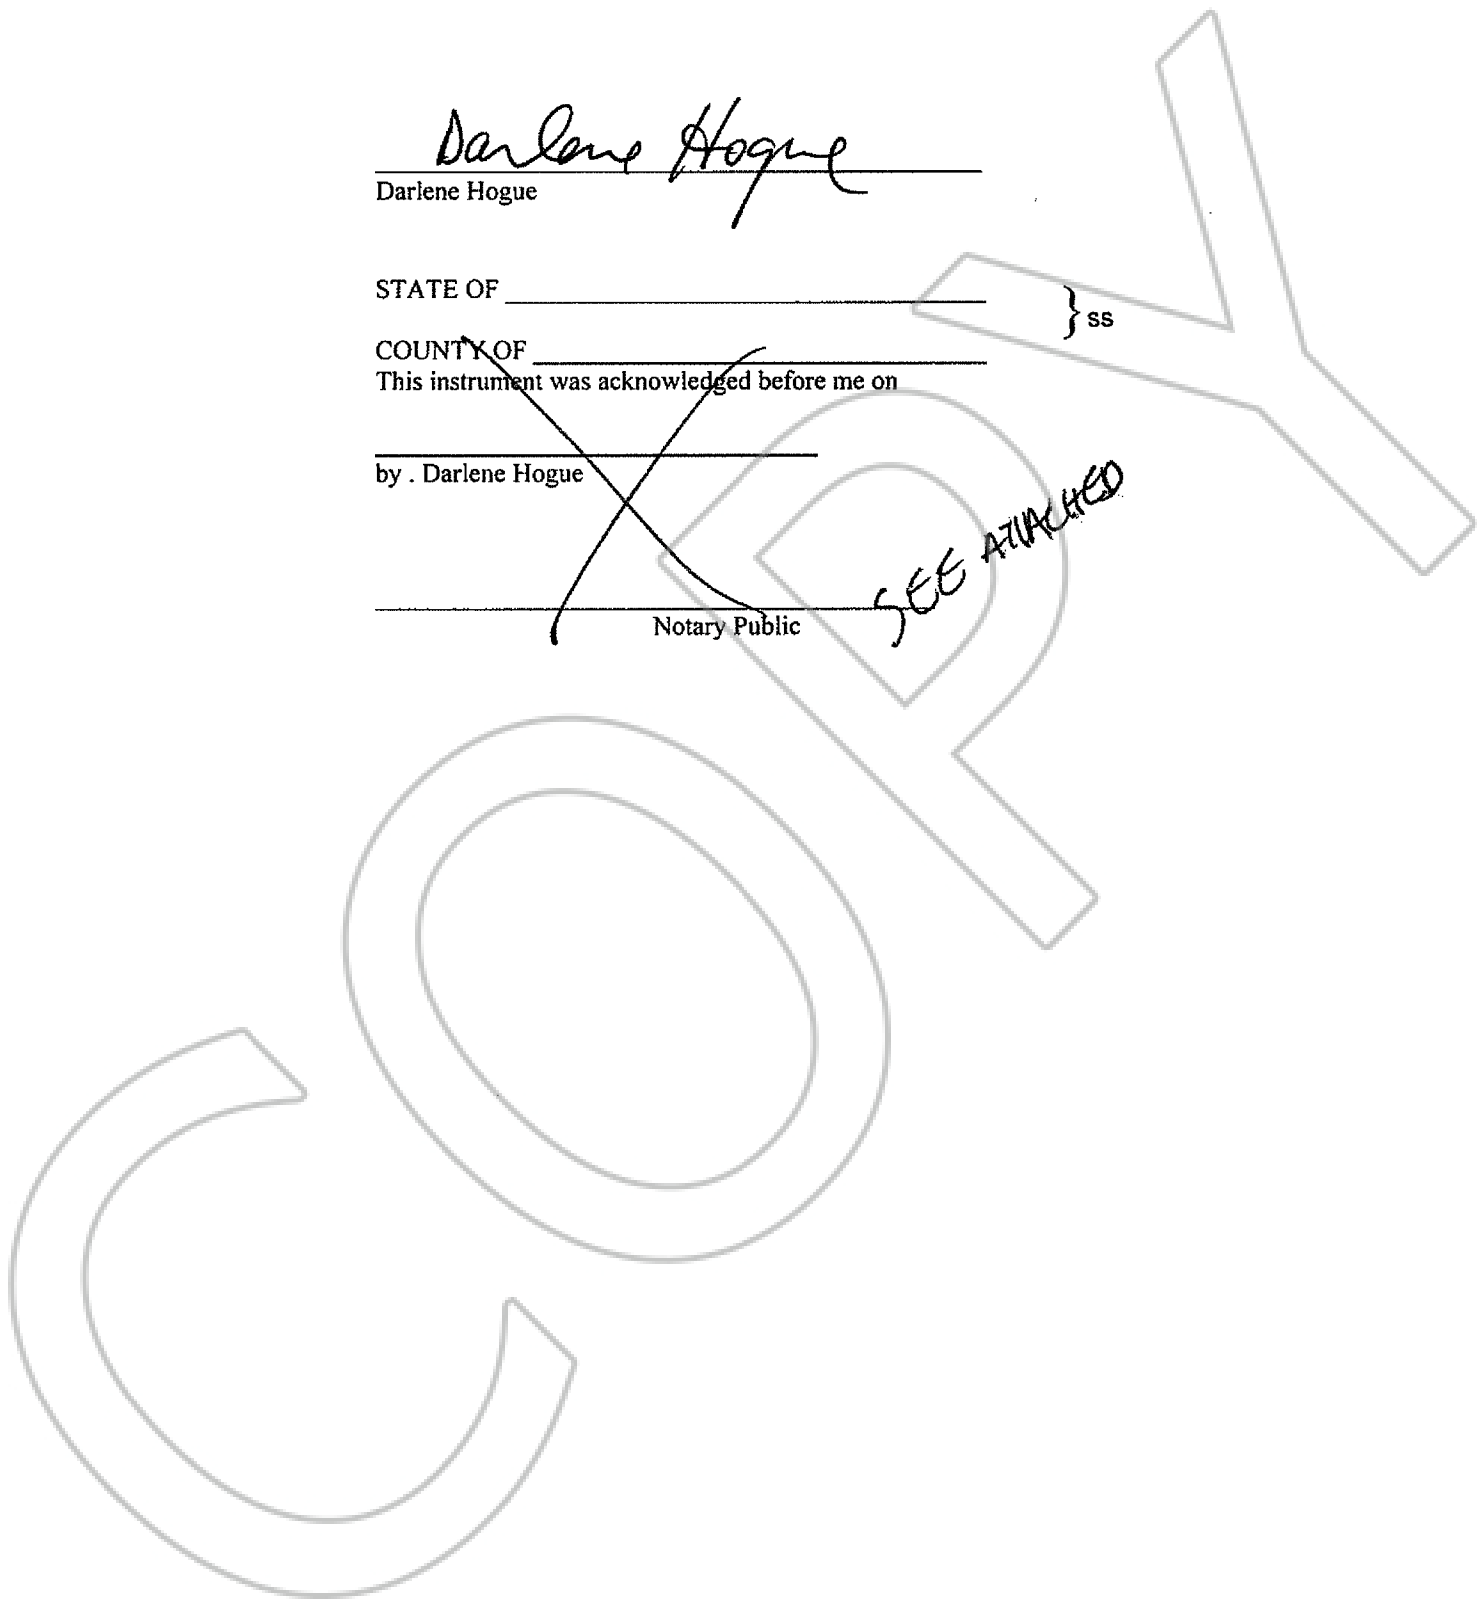 Darlene Hogue
Darlene Hogue
STATE OF
} ss
COUNTY OF
This instrument was acknowledged before me on
by . Darlene Hogue
SEE ATTACHED
Notary Public
COPY